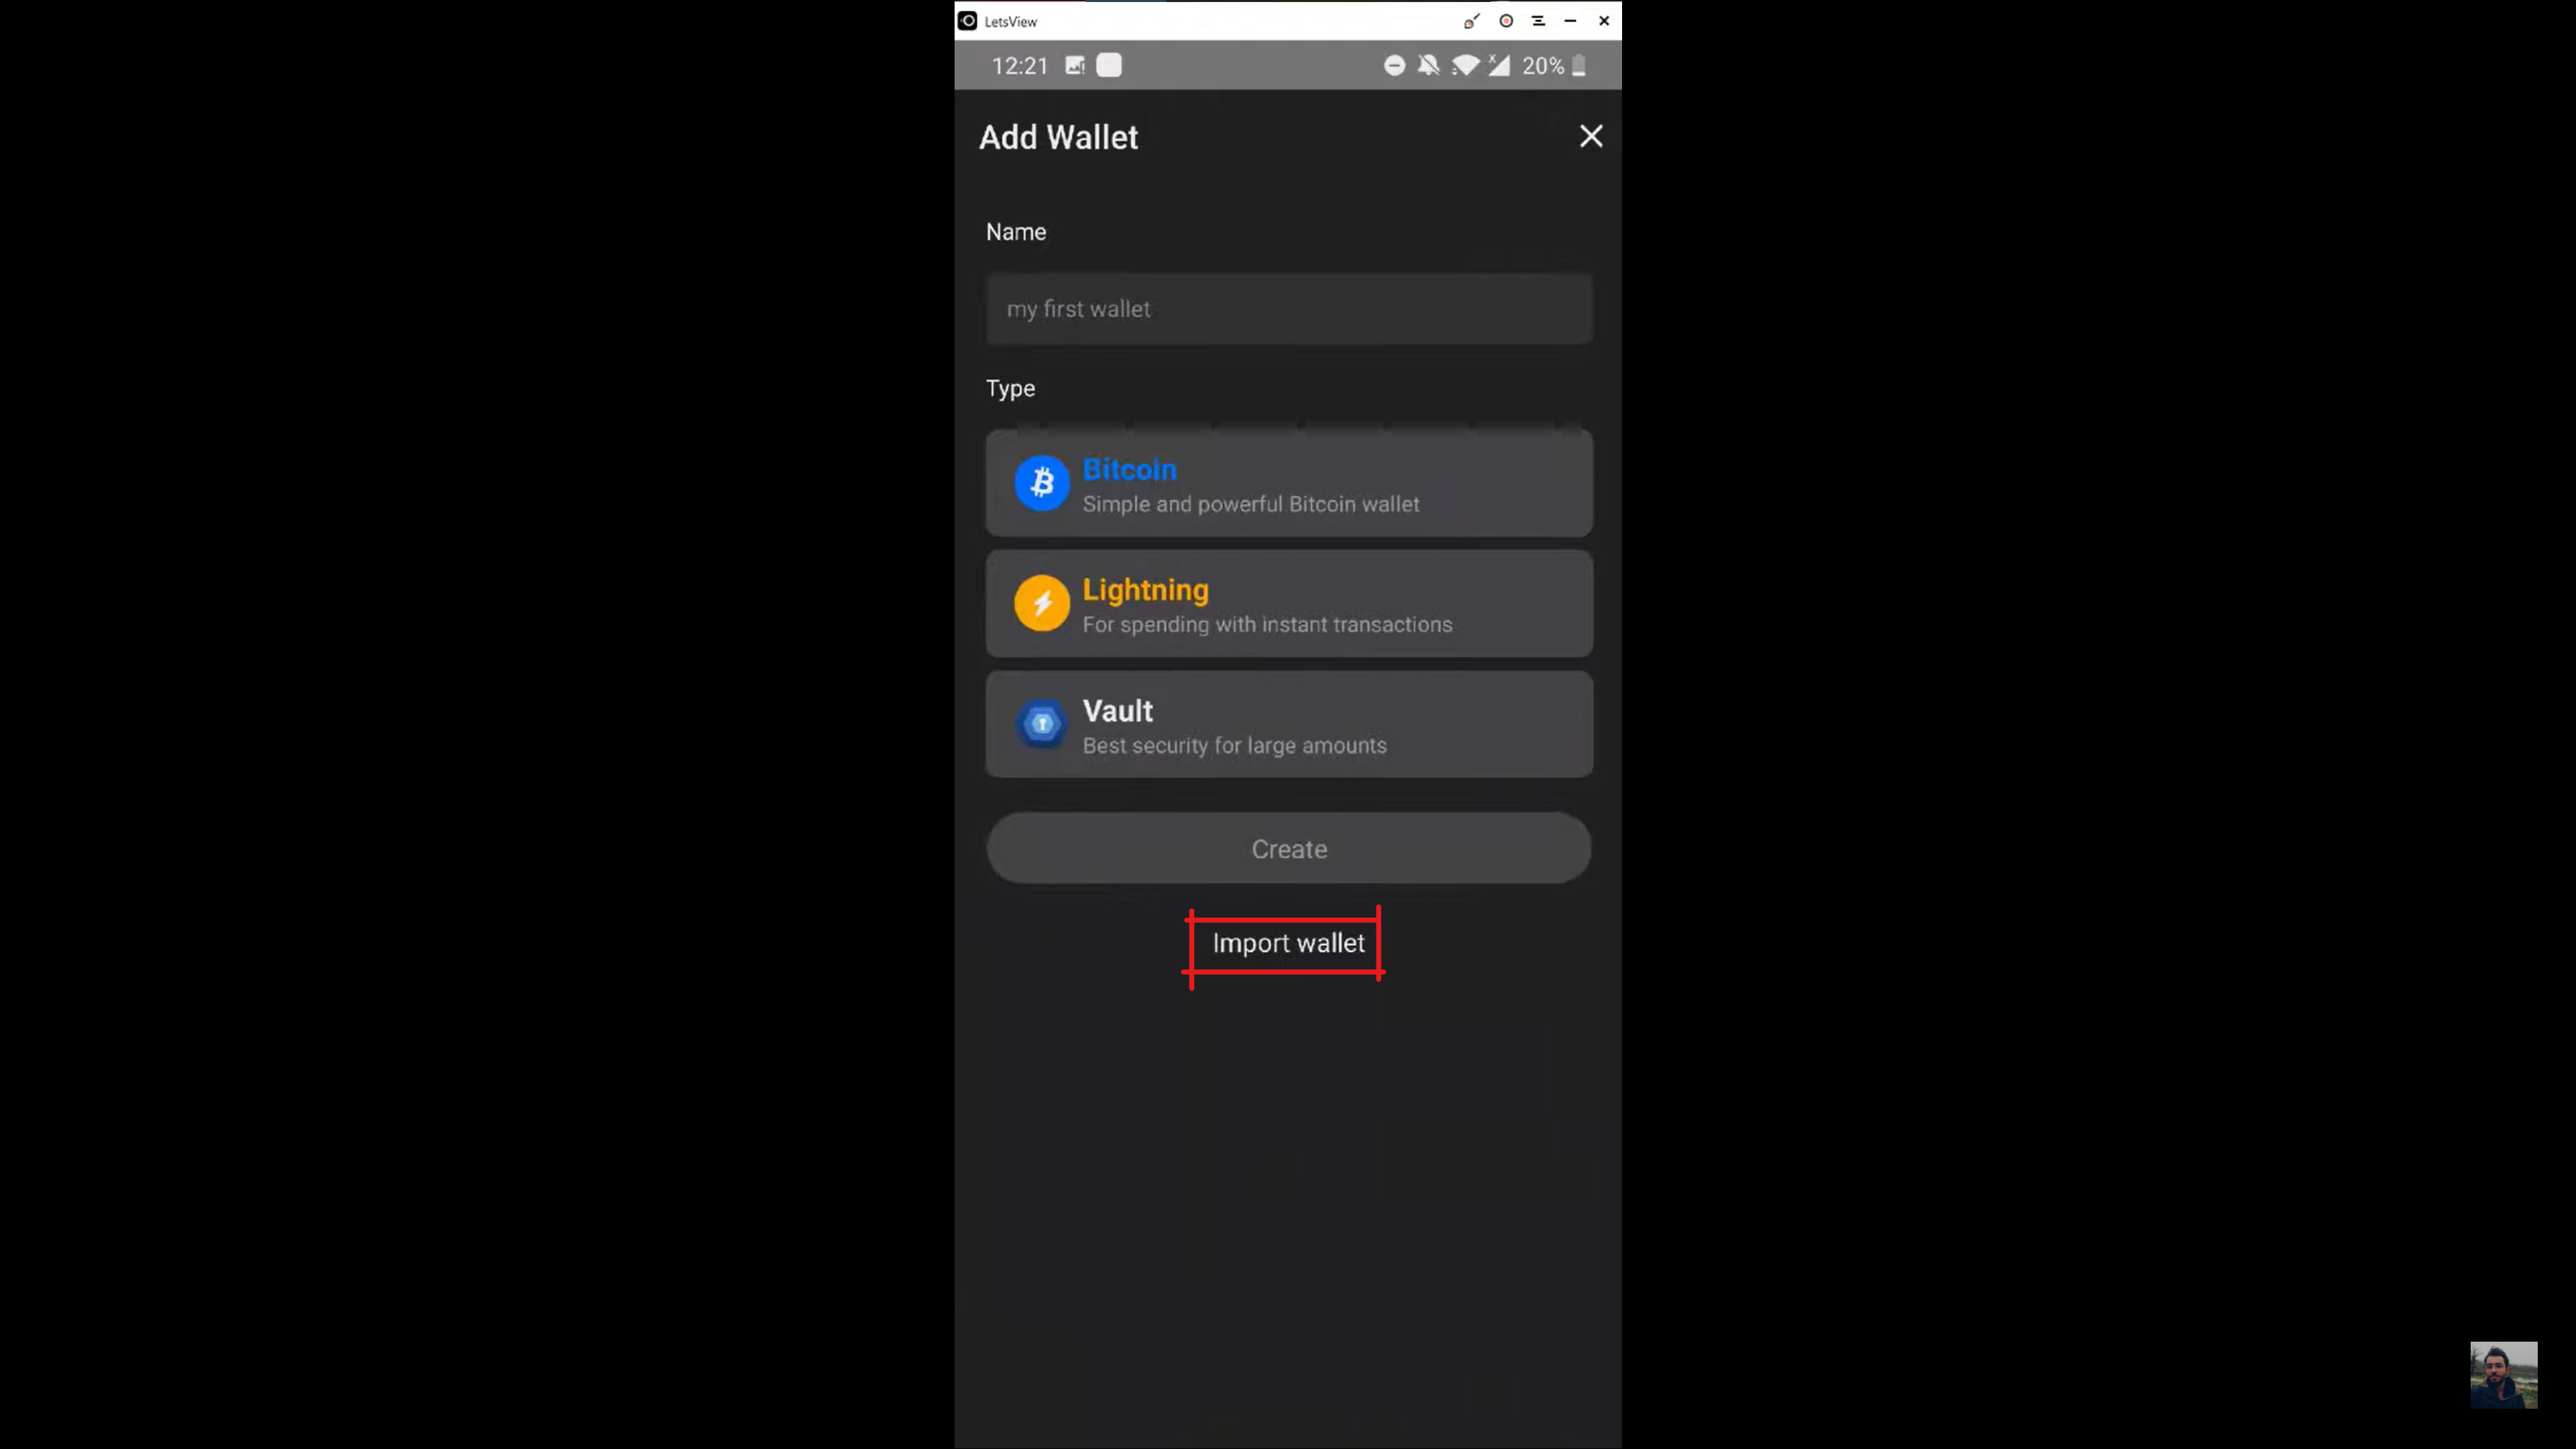 LetsView
12:21
20%
Add Wallet
Name
my first wallet
Type
Bitcoin
Simple and powerful Bitcoin wallet
Lightning
For spending with instant transactions
Vault
Best security for large amounts
Create
Import wallet